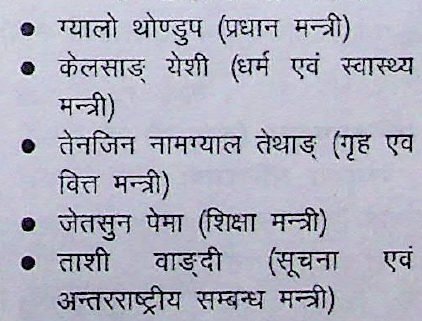 ● ग्यालो थोण्डुप (प्रधान मन्त्री)
● केलसाङ् येशी (धर्म एवं स्वास्थ्य
मन्त्री)
● तेनजिन नामग्याल तेथाङ् (गृह एव
वित्त मन्त्री)
● जेतसुन पेमा (शिक्षा मन्त्री)
● ताशी वाङ्दी (सूचना एवं
अन्तरराष्ट्रीय सम्बन्ध मन्त्री)